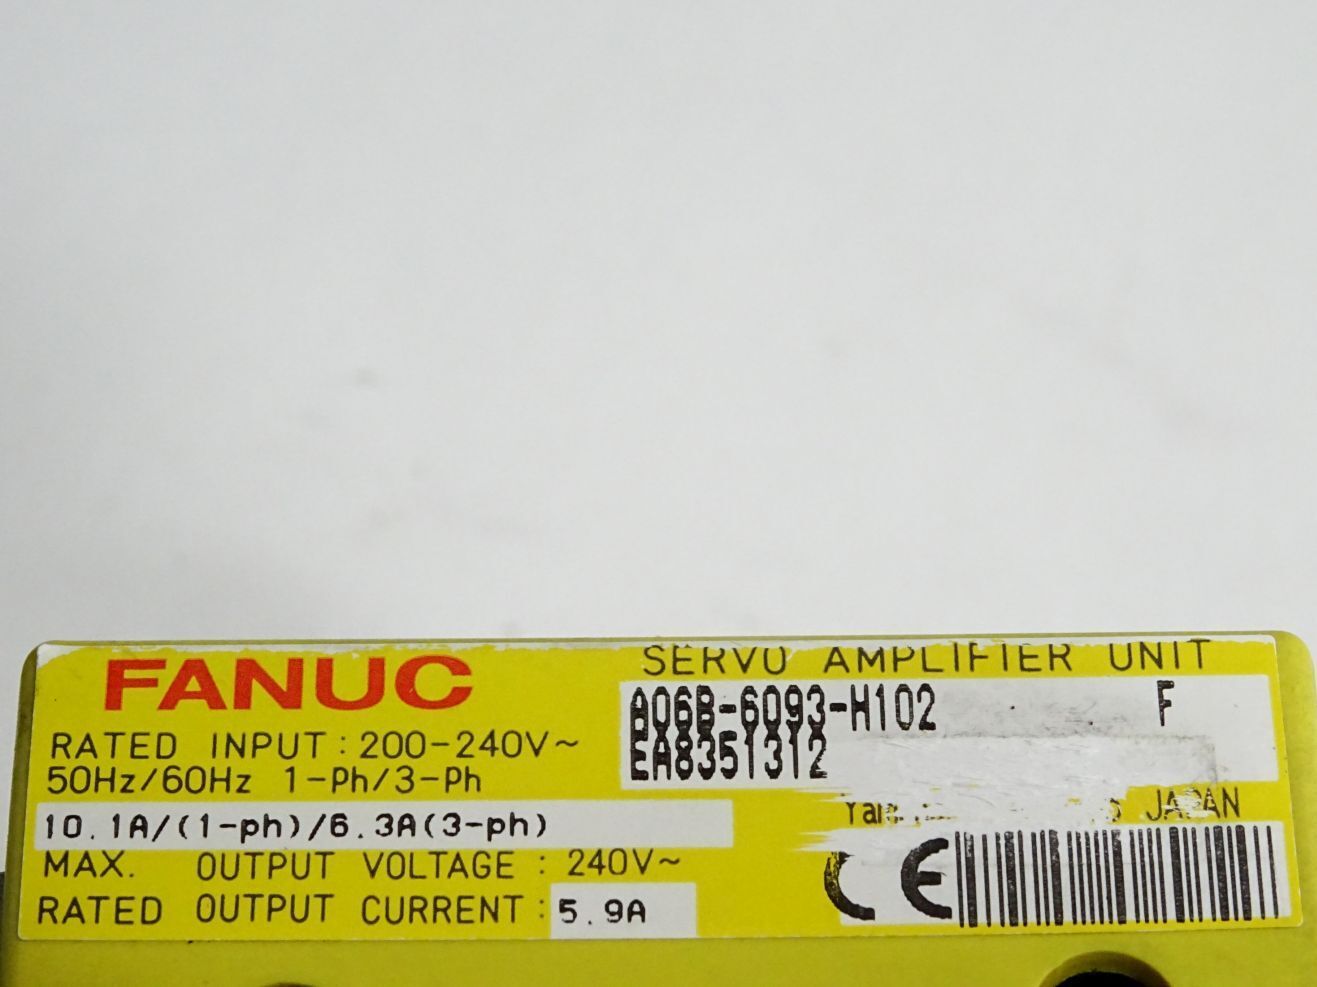 FANUC
RATED INPUT: 200-240V~
50Hz/60Hz 1-Ph/3-Ph
10.1A/(1-ph)/6.3A(3-ph)
MAX. OUTPUT VOLTAGE: 240V~
RATED OUTPUT CURRENT: 5.9A
SERVO AMPLIFIER UNIT
A06B-6093-H102 F
EA8351312
JAPAN
CE